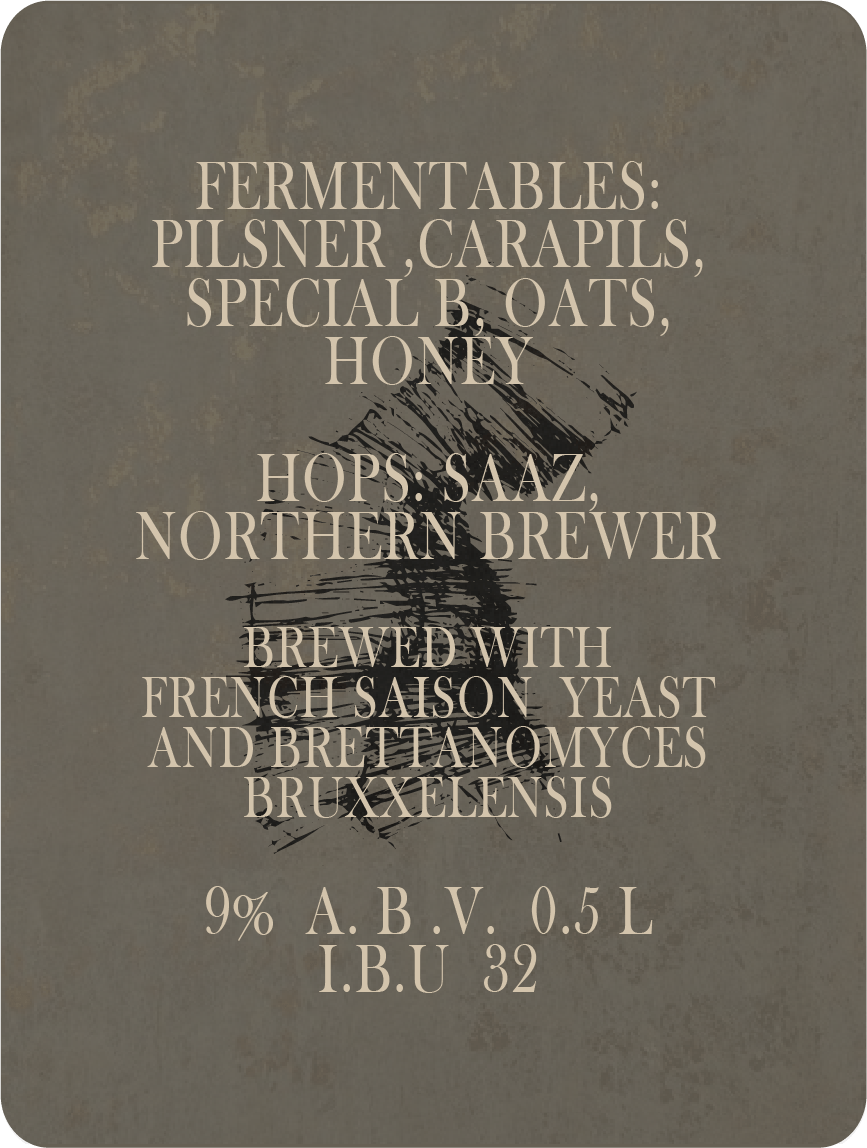 FERMENTABLES:
PILSNER ,CARAPILS,
SPECIAL B, OATS,
HONEY
HOPS: SAAZ,
NORTHERN BREWER
BREWED WITH
FRENCH SAISON YEAST
AND BRETTANOMYCES
BRUXXELENSIS
9% A. B .V. 0.5 L
I.B.U 32